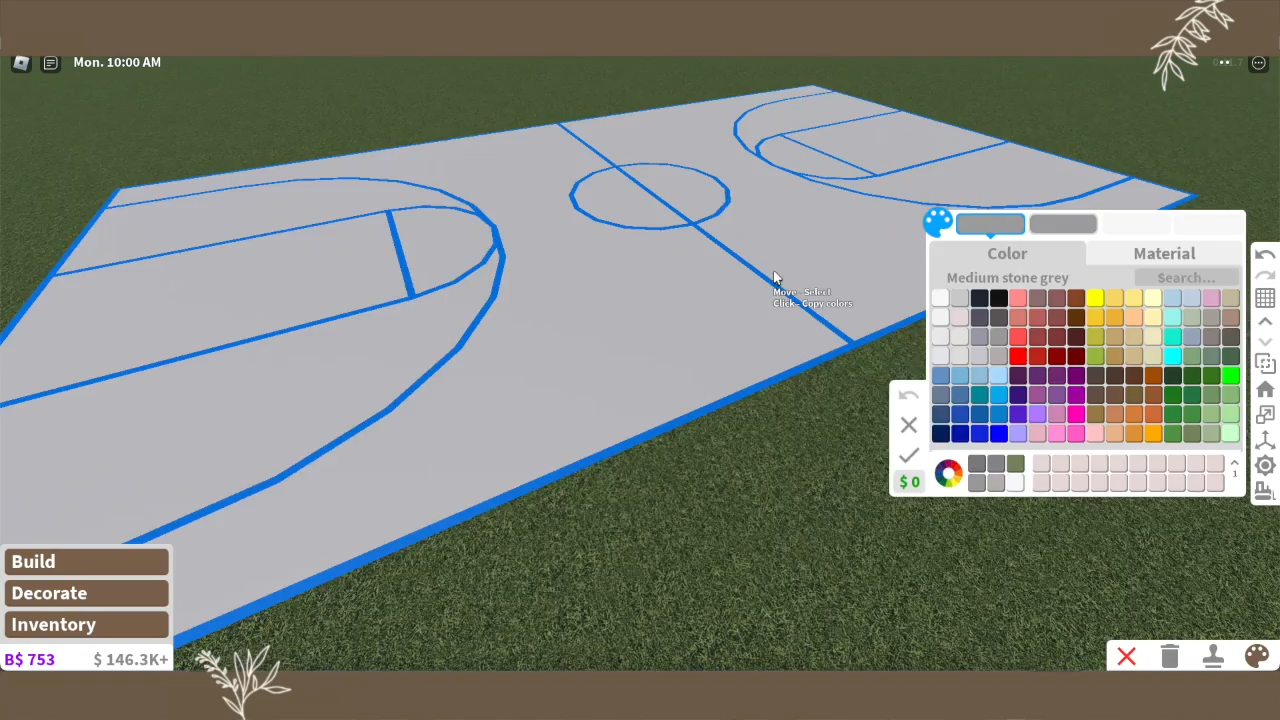 Mon. 10:00 AM
Color
Material
Medium stone grey
Search...
Move - Select
Click - Copy colors
$ 0
1
Build
Decorate
Inventory
B$ 753
$ 146.3K+